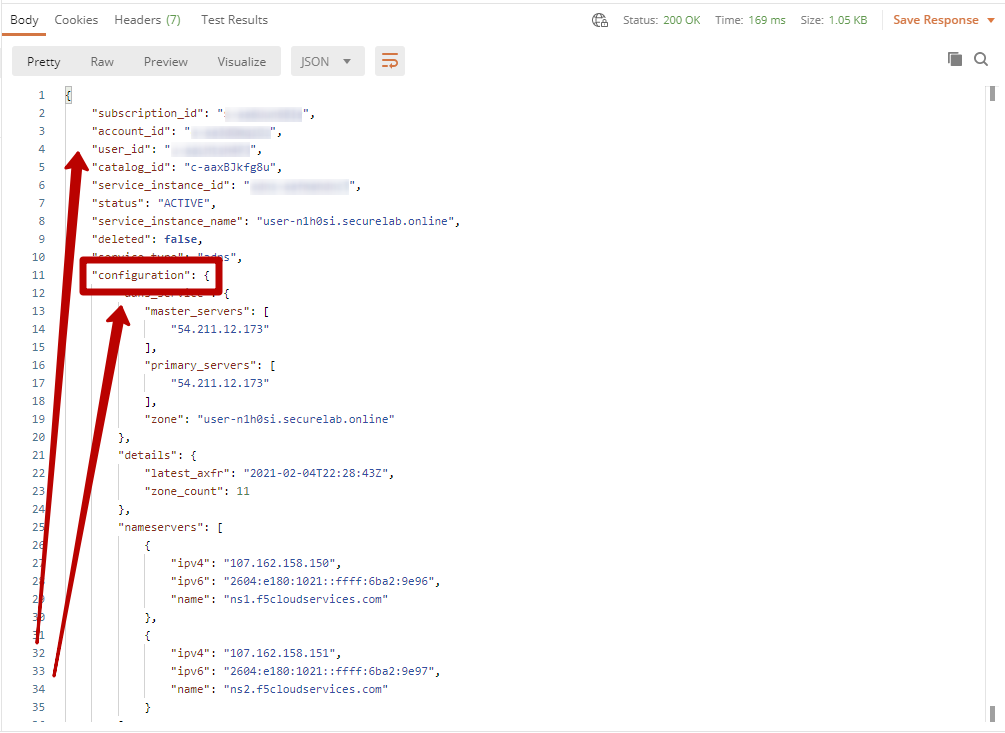 Body Cookies Headers (7) Test Results Status: 200 OK Time: 169 ms Size: 1.05 KB Save Response
Pretty Raw Preview Visualize JSON
1 {
2 "subscription_id": " ",
3 "account_id": " ",
4 "user_id": " ",
5 "catalog_id": "c-aaxBJkfg8u",
6 "service_instance_id": " ",
7 "status": "ACTIVE",
8 "service_instance_name": "user-n1h0si.securelab.online",
9 "deleted": false,
10 "service_type": "adns",
11 "configuration": {
12 "adns_service": {
13 "master_servers": [
14 "54.211.12.173"
15 ],
16 "primary_servers": [
17 "54.211.12.173"
18 ],
19 "zone": "user-n1h0si.securelab.online"
20 },
21 "details": {
22 "latest_axfr": "2021-02-04T22:28:43Z",
23 "zone_count": 11
24 },
25 "nameservers": [
26 {
27 "ipv4": "107.162.158.150",
28 "ipv6": "2604:e180:1021::ffff:6ba2:9e96",
29 "name": "ns1.f5cloudservices.com"
30 },
31 {
32 "ipv4": "107.162.158.151",
33 "ipv6": "2604:e180:1021::ffff:6ba2:9e97",
34 "name": "ns2.f5cloudservices.com"
35 }